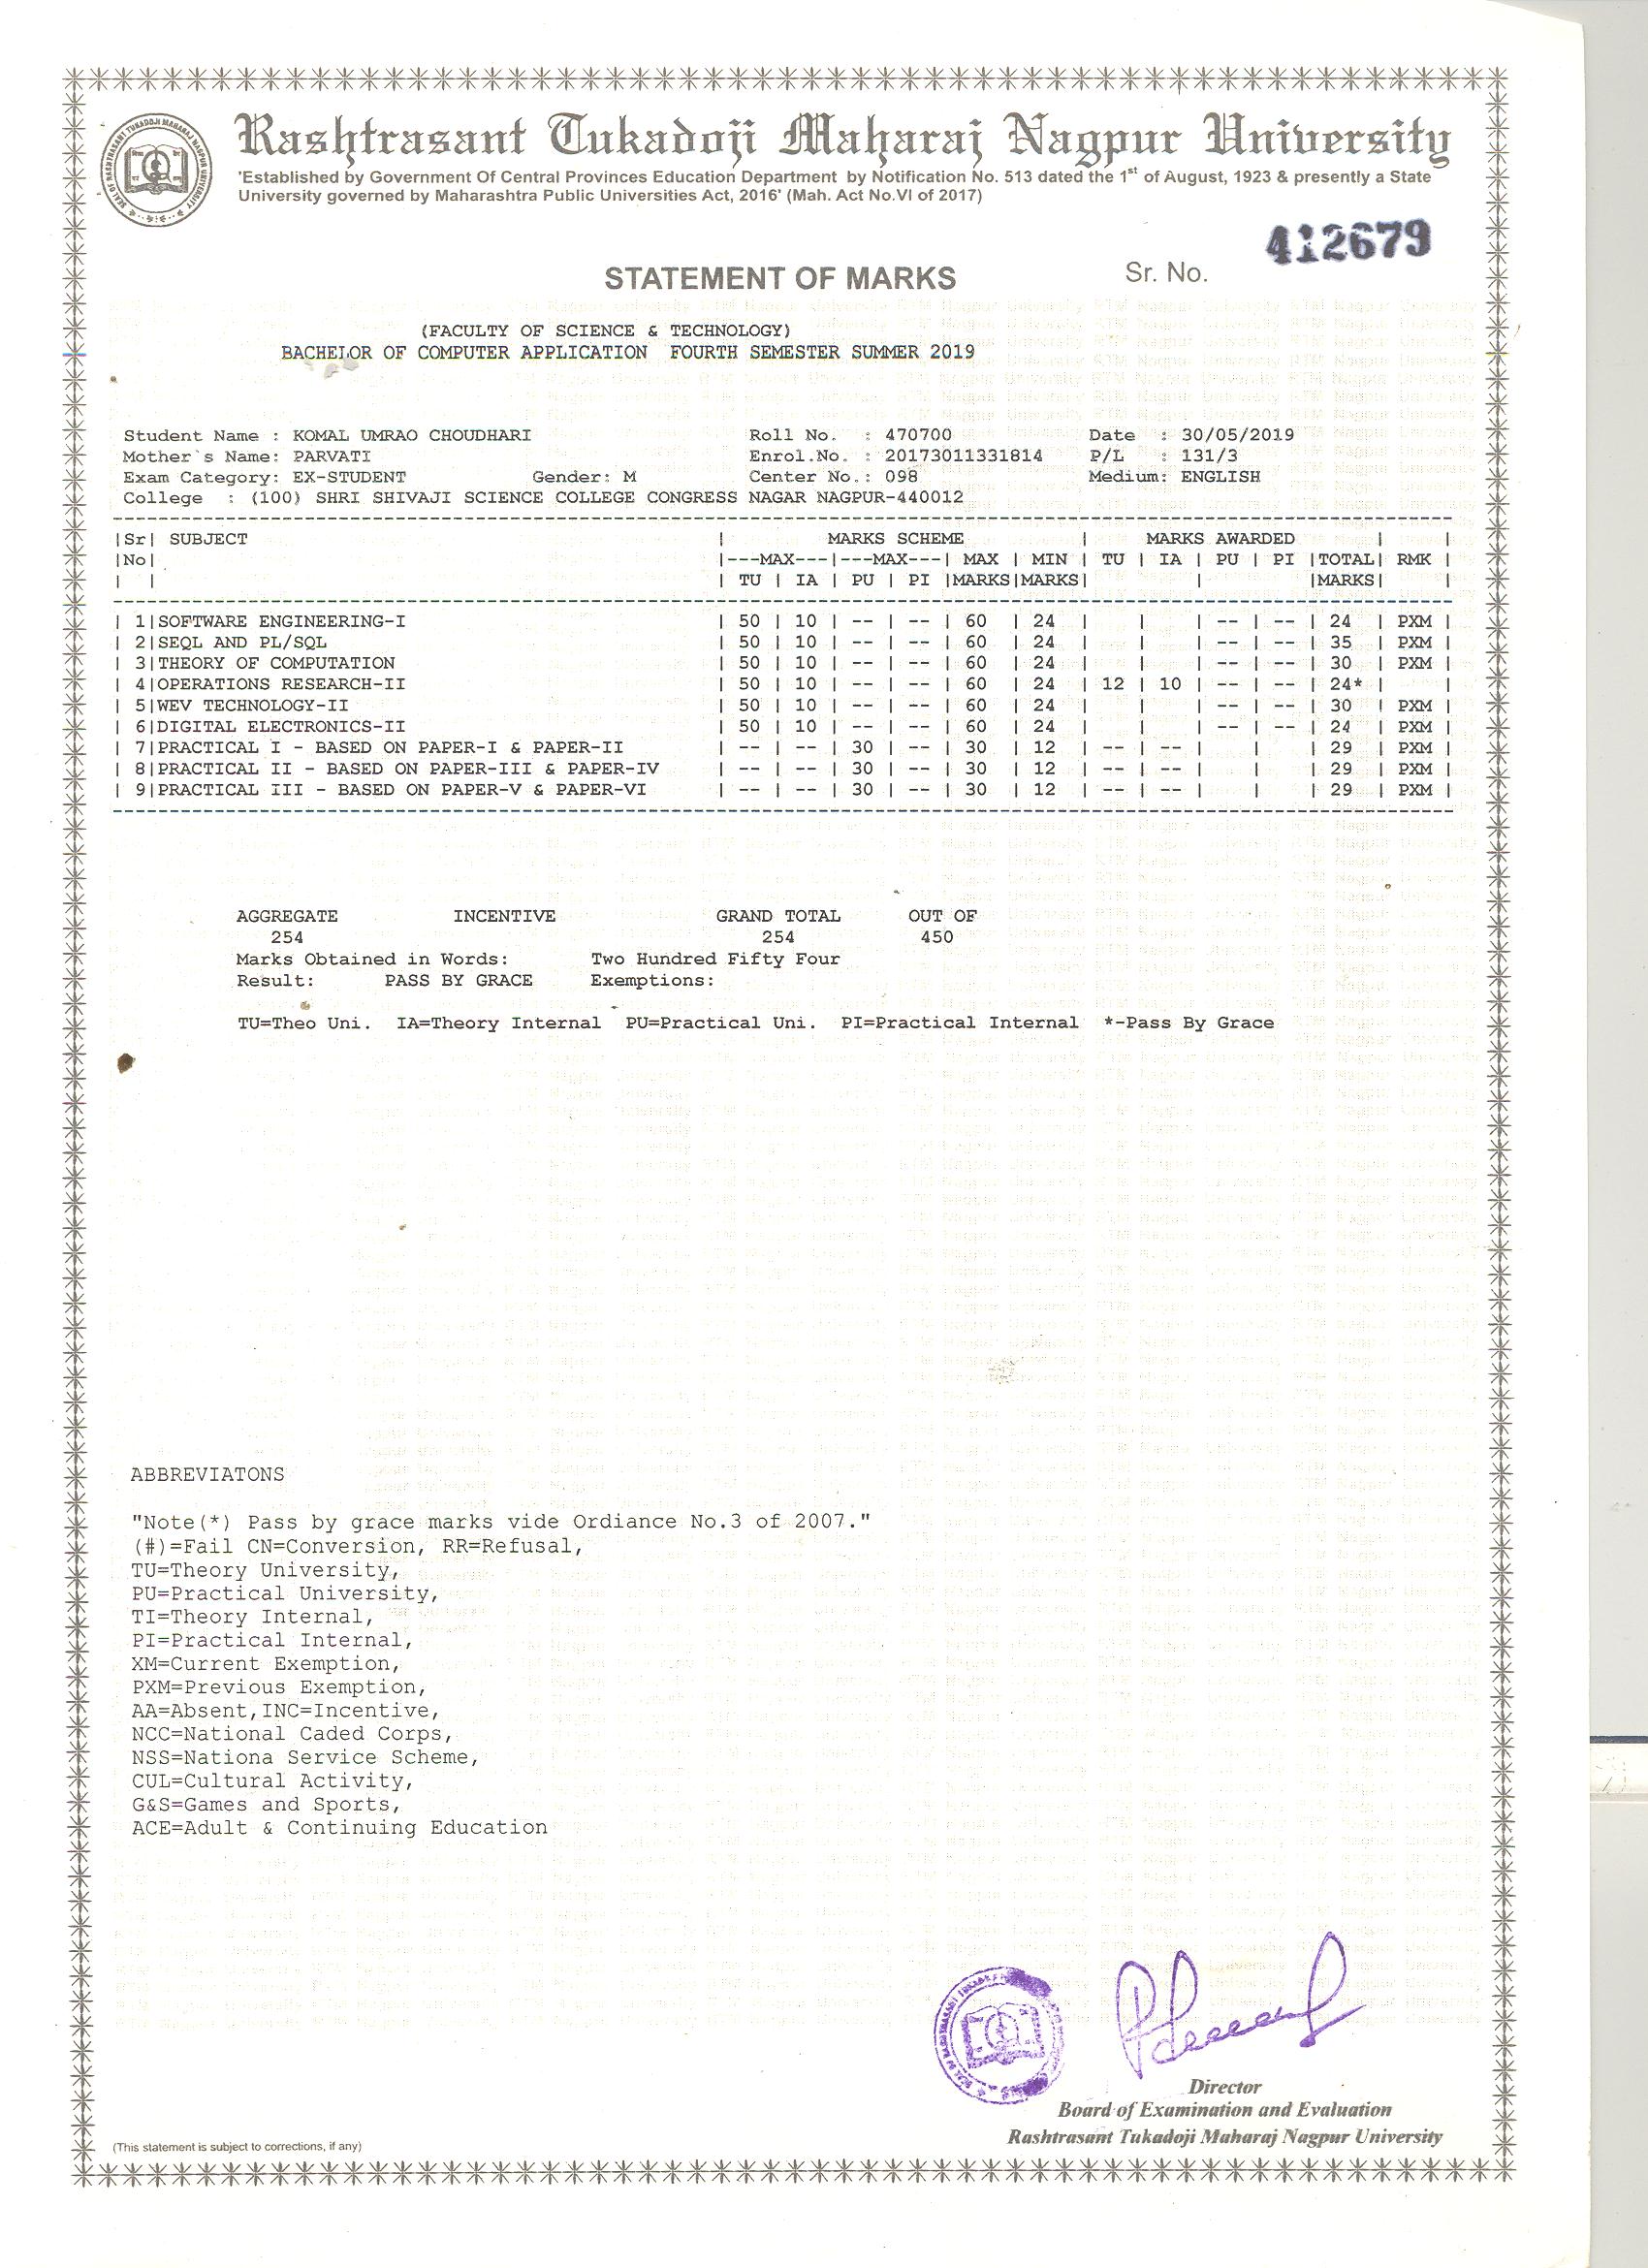 Rashtrasant Tukadoji Maharaj Nagpur University
'Established by Government Of Central Provinces Education Department by Notification No. 513 dated the 1st of August, 1923 & presently a State
University governed by Maharashtra Public Universities Act, 2016' (Mah. Act No.VI of 2017)
412679
STATEMENT OF MARKS Sr. No.
(FACULTY OF SCIENCE & TECHNOLOGY)
BACHELOR OF COMPUTER APPLICATION FOURTH SEMESTER SUMMER 2019
Student Name : KOMAL UMRAO CHOUDHARI Roll No. : 470700 Date : 30/05/2019
Mother`s Name: PARVATI Enrol.No. : 20173011331814 P/L : 131/3
Exam Category: EX-STUDENT Gender: M Center No.: 098 Medium: ENGLISH
College : (100) SHRI SHIVAJI SCIENCE COLLEGE CONGRESS NAGAR NAGPUR-440012
|Sr| SUBJECT | MARKS SCHEME | MARKS AWARDED | |
|No| |---MAX---|---MAX---| MAX | MIN | TU | IA | PU | PI |TOTAL| RMK |
| | | TU | IA | PU | PI |MARKS|MARKS| | |MARKS| |
| 1|SOFTWARE ENGINEERING-I | 50 | 10 | -- | -- | 60 | 24 | | | -- | -- | 24 | PXM |
| 2|SEQL AND PL/SQL | 50 | 10 | -- | -- | 60 | 24 | | | -- | -- | 35 | PXM |
| 3|THEORY OF COMPUTATION | 50 | 10 | -- | -- | 60 | 24 | | | -- | -- | 30 | PXM |
| 4|OPERATIONS RESEARCH-II | 50 | 10 | -- | -- | 60 | 24 | 12 | 10 | -- | -- | 24* | |
| 5|WEV TECHNOLOGY-II | 50 | 10 | -- | -- | 60 | 24 | | | -- | -- | 30 | PXM |
| 6|DIGITAL ELECTRONICS-II | 50 | 10 | -- | -- | 60 | 24 | | | -- | -- | 24 | PXM |
| 7|PRACTICAL I - BASED ON PAPER-I & PAPER-II | -- | -- | 30 | -- | 30 | 12 | -- | -- | | | 29 | PXM |
| 8|PRACTICAL II - BASED ON PAPER-III & PAPER-IV | -- | -- | 30 | -- | 30 | 12 | -- | -- | | | 29 | PXM |
| 9|PRACTICAL III - BASED ON PAPER-V & PAPER-VI | -- | -- | 30 | -- | 30 | 12 | -- | -- | | | 29 | PXM |
AGGREGATE INCENTIVE GRAND TOTAL OUT OF
254 254 450
Marks Obtained in Words: Two Hundred Fifty Four
Result: PASS BY GRACE Exemptions:
TU=Theo Uni. IA=Theory Internal PU=Practical Uni. PI=Practical Internal *-Pass By Grace
ABBREVIATONS
"Note(*) Pass by grace marks vide Ordiance No.3 of 2007."
(#)=Fail CN=Conversion, RR=Refusal,
TU=Theory University,
PU=Practical University,
TI=Theory Internal,
PI=Practical Internal,
XM=Current Exemption,
PXM=Previous Exemption,
AA=Absent,INC=Incentive,
NCC=National Caded Corps,
NSS=Nationa Service Scheme,
CUL=Cultural Activity,
G&S=Games and Sports,
ACE=Adult & Continuing Education
Director
Board of Examination and Evaluation
Rashtrasant Tukadoji Maharaj Nagpur University
(This statement is subject to corrections, if any)